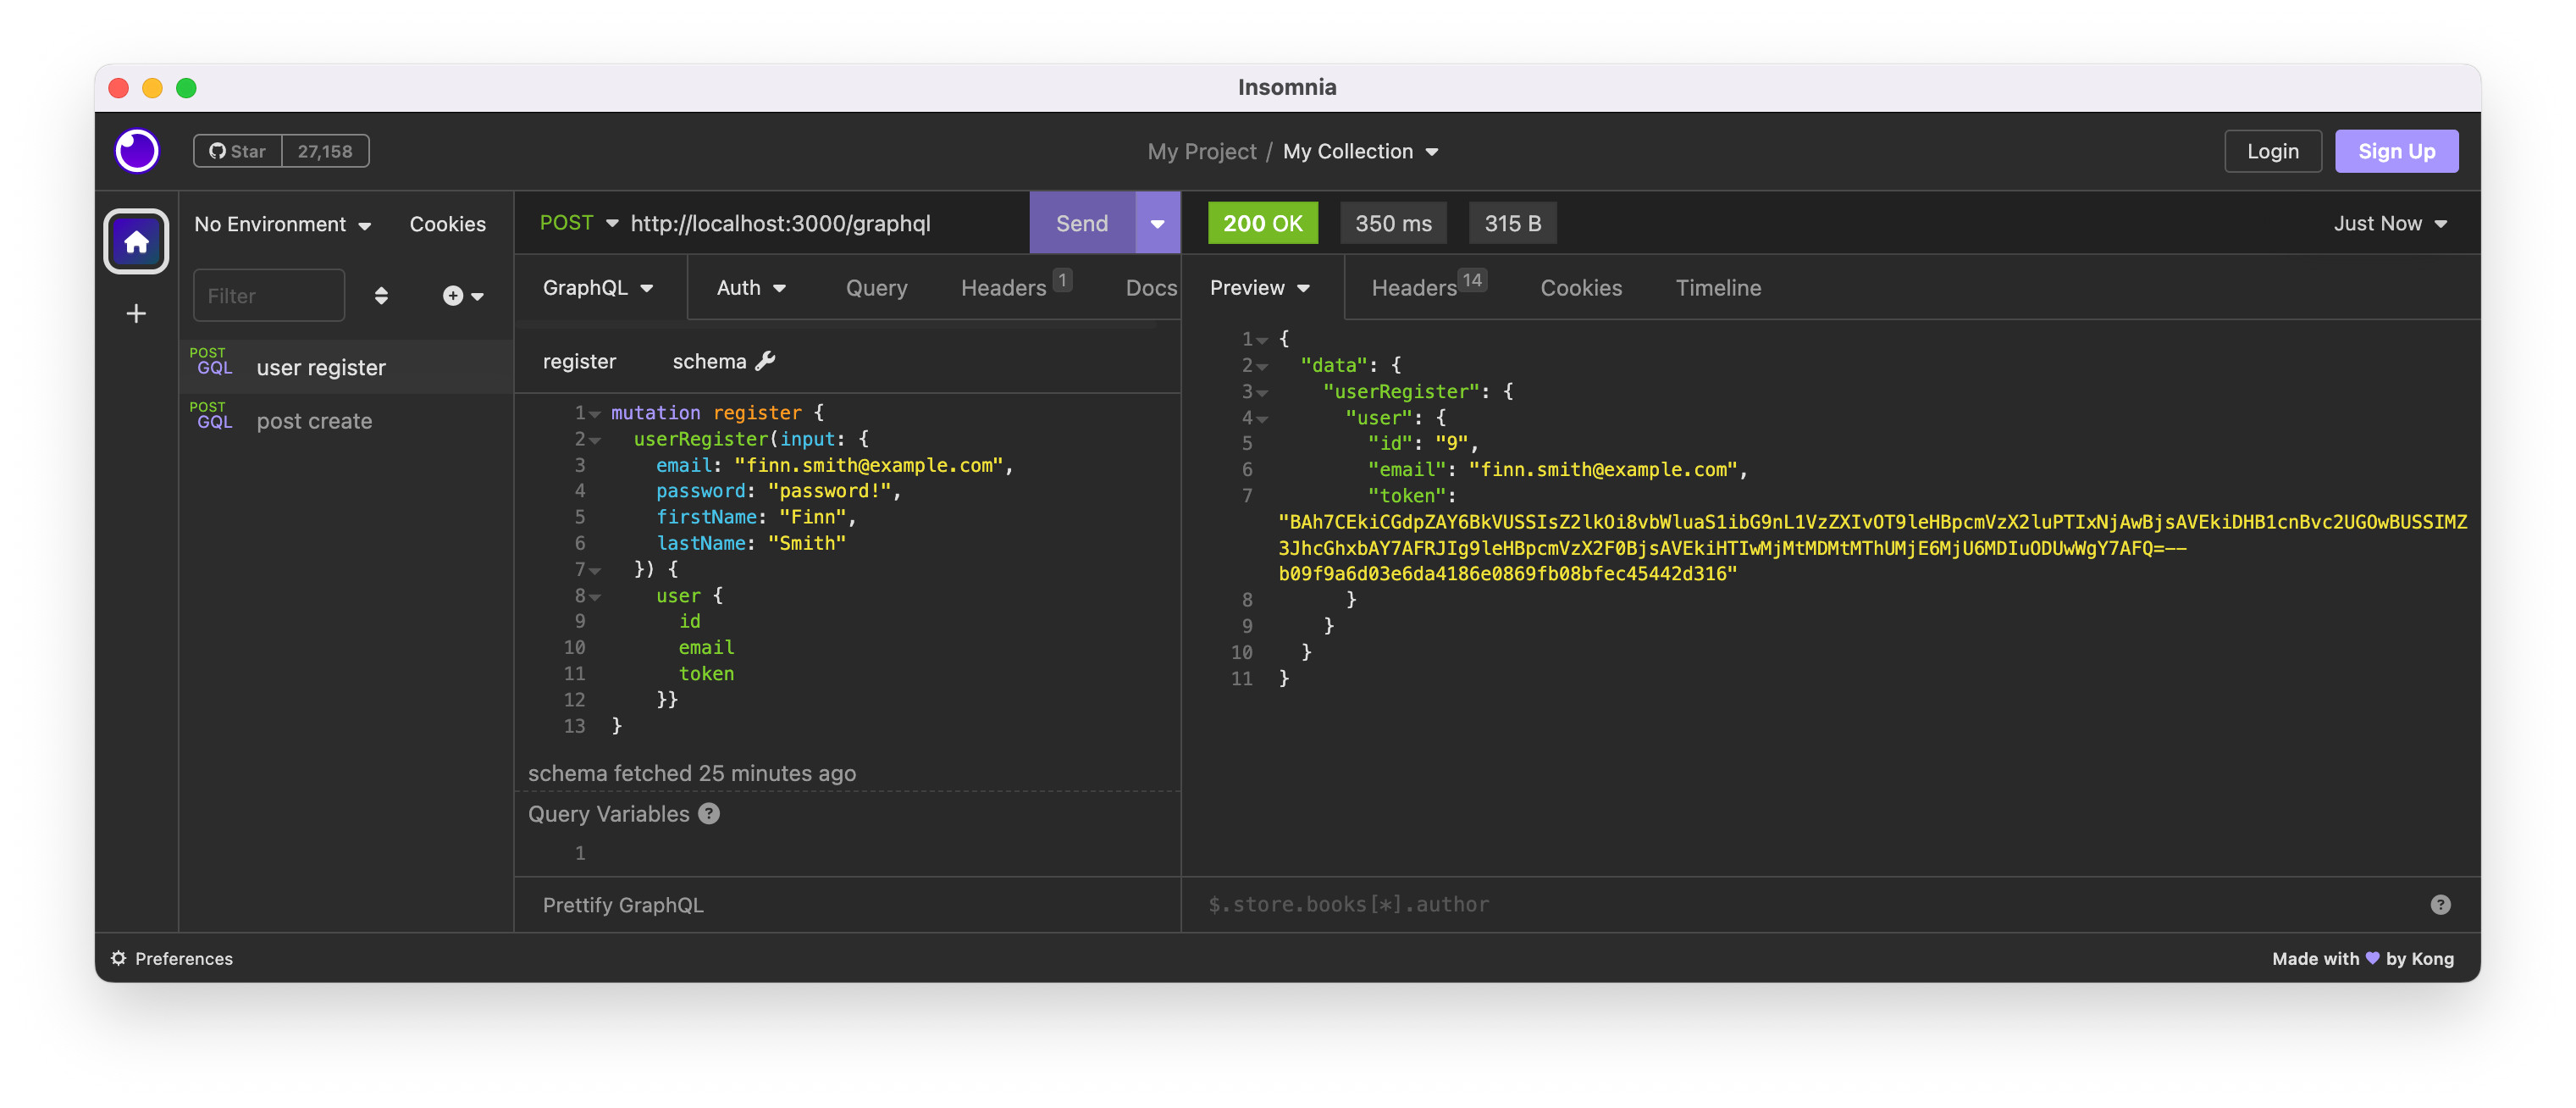 Insomnia
Star 27,158
My Project / My Collection
Login
Sign Up
No Environment
Cookies
POST http://localhost:3000/graphql
Send
200 OK
350 ms
315 B
Just Now
Filter
GraphQL
Auth
Query
Headers 1
Docs
Preview
Headers 14
Cookies
Timeline
POST
GQL user register
POST
GQL post create
register
schema
1 mutation register {
2 userRegister(input: {
3 email: "finn.smith@example.com",
4 password: "password!",
5 firstName: "Finn",
6 lastName: "Smith"
7 }) {
8 user {
9 id
10 email
11 token
12 }}
13 }
schema fetched 25 minutes ago
Query Variables ?
1
Prettify GraphQL
1 {
2 "data": {
3 "userRegister": {
4 "user": {
5 "id": "9",
6 "email": "finn.smith@example.com",
7 "token":
"BAh7CEkiCGdpZAY6BkVUSSIsZ2lkOi8vbWluaS1ibG9nL1VzZXIvOT9leHBpcmVzX2luPTIxNjAwBjsAVEkiDHB1cnBvc2UGOwBUSSIMZ
3JhcGhxbAY7AFRJIg9leHBpcmVzX2F0BjsAVEkiHTIwMjMtMDMtMThUMjE6MjU6MDIuODUwWgY7AFQ=--
b09f9a6d03e6da4186e0869fb08bfec45442d316"
8 }
9 }
10 }
11 }
$.store.books[*].author
?
Preferences
Made with by Kong